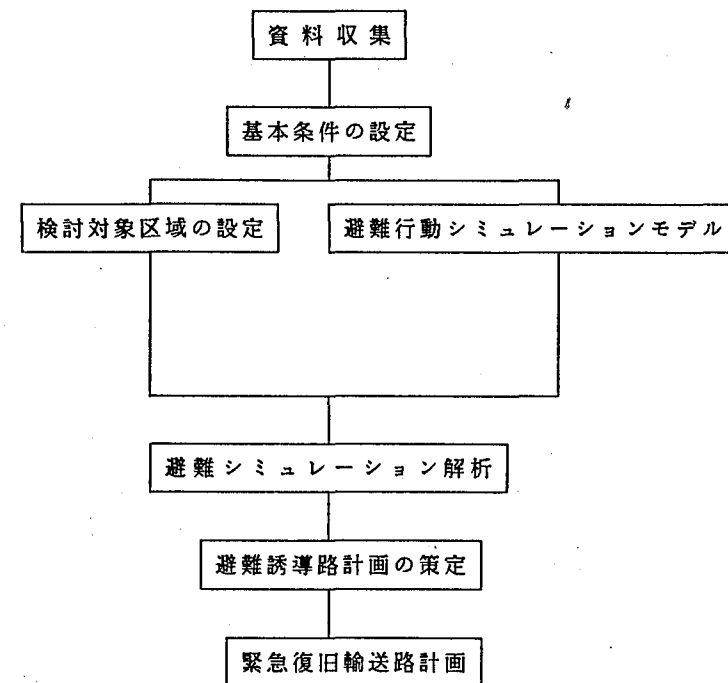 資料収集
基本条件の設定
検討対象区域の設定
避難行動シミュレーションモデル
避難シミュレーション解析
避難誘導路計画の策定
緊急復旧輸送路計画